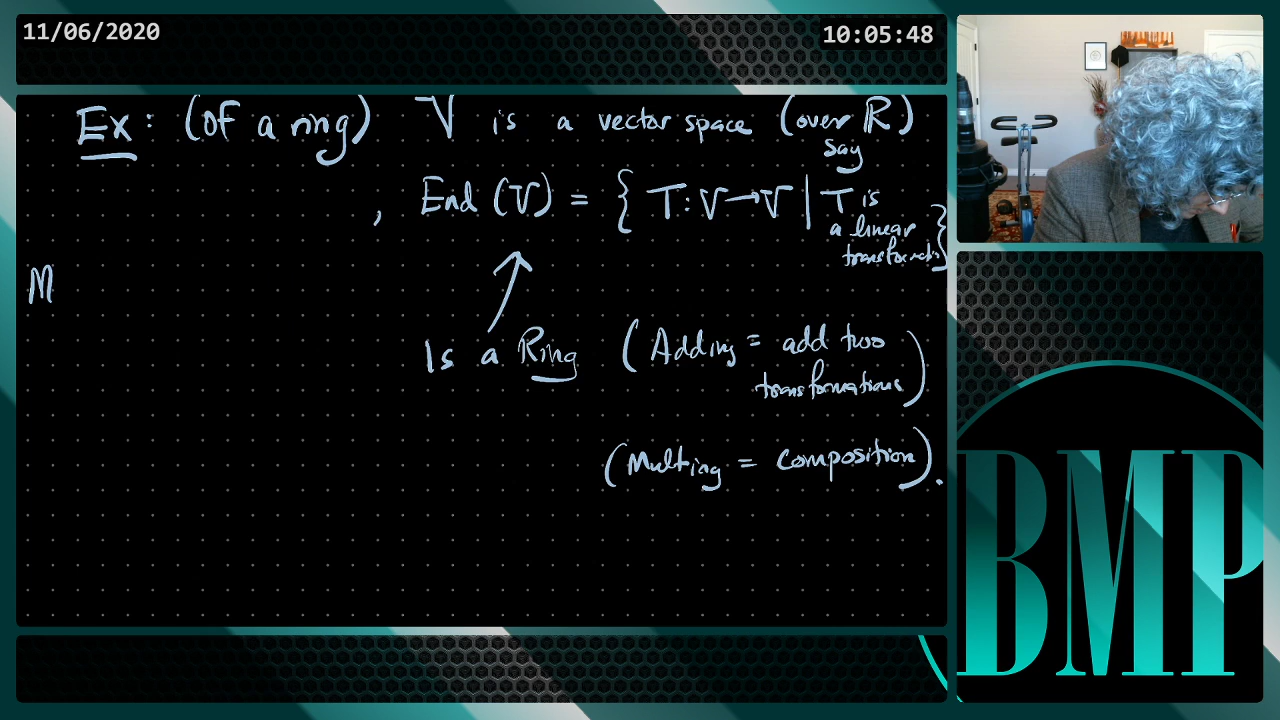 11/06/2020
10:05:48
Ex: (of a ring) V is a vector space (over ℝ)
say
, End (V) = { T: V → V | T is
a linear
transformatn }
M
Is a Ring (Adding = add two
transformations)
(Multing = composition).
BMP